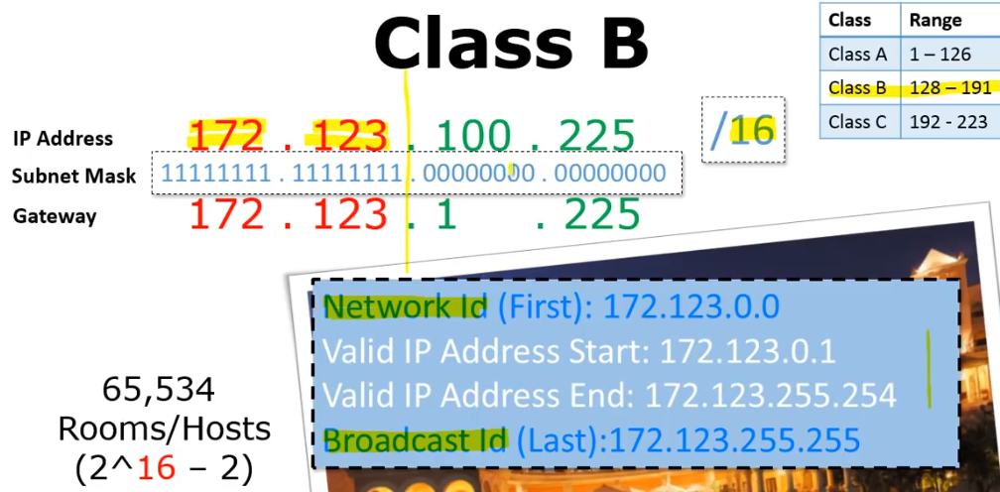 Class B
Class Range
Class A 1 – 126
Class B 128 – 191
Class C 192 - 223
IP Address 172 . 123 . 100 . 225 /16
Subnet Mask 11111111 . 11111111 . 00000000 . 00000000
Gateway 172 . 123 . 1 . 225
Network Id (First): 172.123.0.0
Valid IP Address Start: 172.123.0.1
Valid IP Address End: 172.123.255.254
Broadcast Id (Last):172.123.255.255
65,534
Rooms/Hosts
(2^16 – 2)